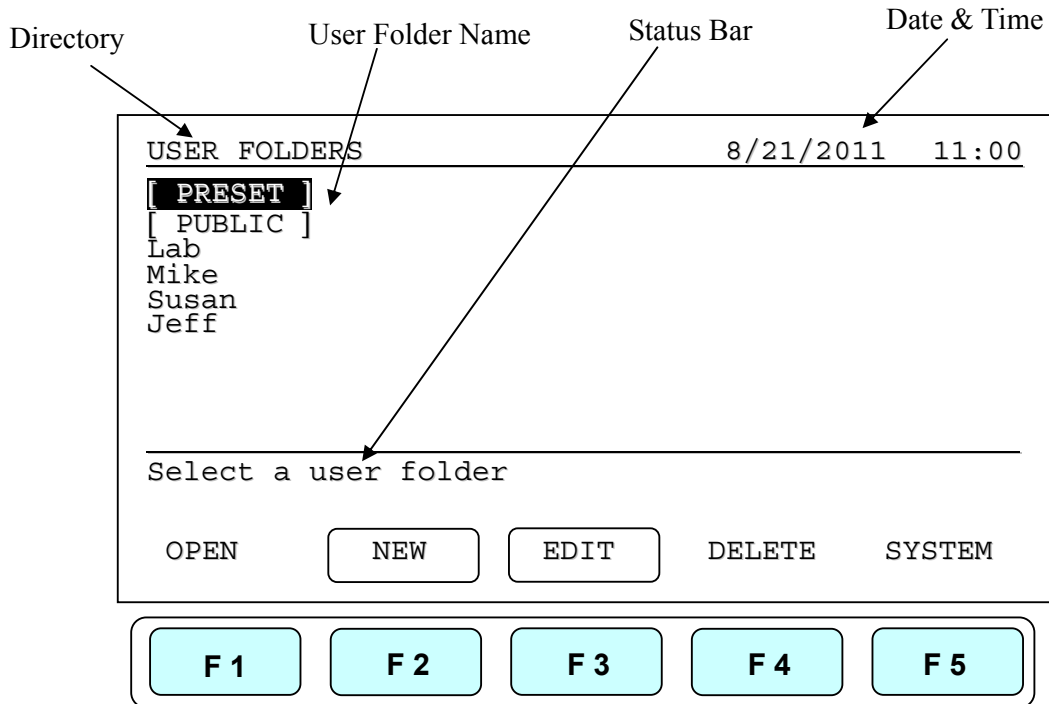 Directory User Folder Name Status Bar Date & Time
USER FOLDERS 8/21/2011 11:00
[ PRESET ]
[ PUBLIC ]
Lab
Mike
Susan
Jeff
Select a user folder
OPEN NEW EDIT DELETE SYSTEM
F 1 F 2 F 3 F 4 F 5